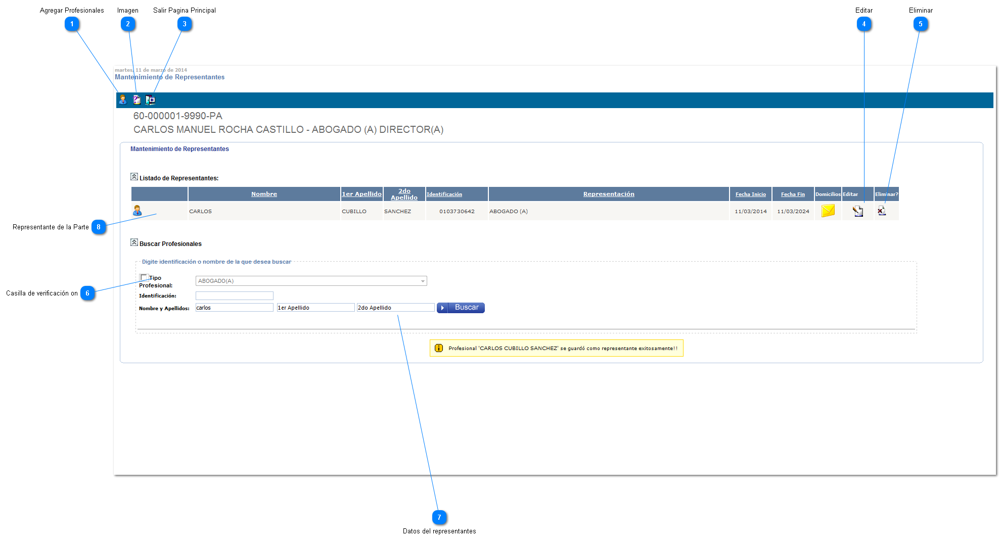 Agregar Profesionales
Imagen
Salir Pagina Principal
Editar
Eliminar
1
2
3
4
5
martes, 11 de marzo de 2014
Mantenimiento de Representantes
60-000001-9990-PA
CARLOS MANUEL ROCHA CASTILLO - ABOGADO (A) DIRECTOR(A)
Mantenimiento de Representantes
Listado de Representantes:
Nombre
1er Apellido
2do Apellido
Identificación
Representación
Fecha Inicio
Fecha Fin
Domicilios
Editar
Eliminar?
CARLOS
CUBILLO
SANCHEZ
0103730642
ABOGADO (A)
11/03/2014
11/03/2024
Representante de la Parte
8
Buscar Profesionales
Digite identificación o nombre de la que desea buscar
Tipo
Profesional:
ABOGADO(A)
Casilla de verificación on
6
Identificación:
Nombre y Apellidos:
carlos
1er Apellido
2do Apellido
Buscar
Profesional 'CARLOS CUBILLO SANCHEZ' se guardó como representante exitosamente!!
7
Datos del representantes